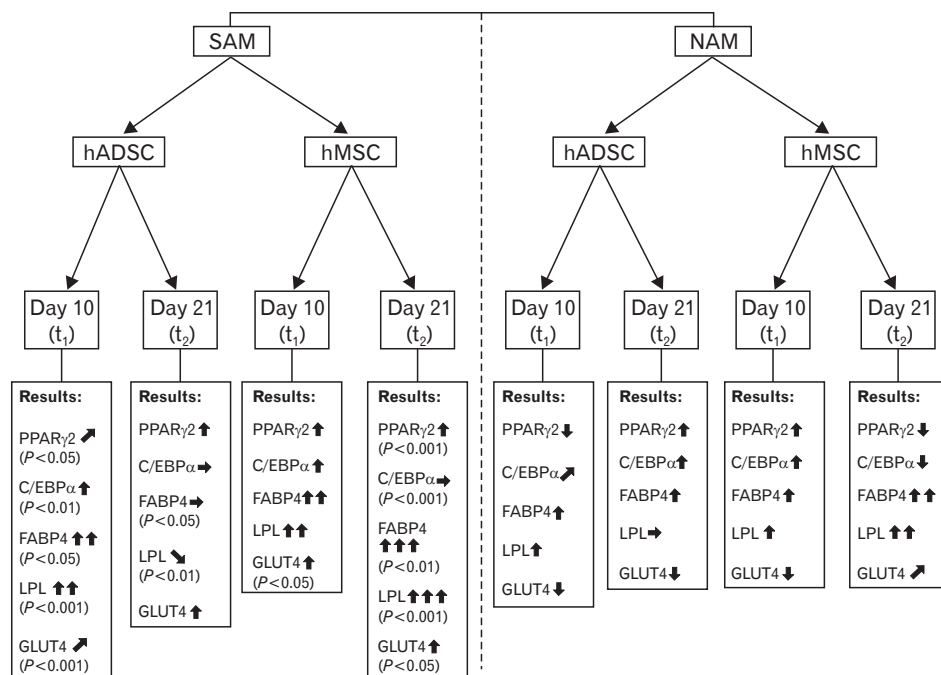 SAM
NAM
hADSC
hMSC
hADSC
hMSC
Day 10
(t₁)
Day 21
(t₂)
Day 10
(t₁)
Day 21
(t₂)
Day 10
(t₁)
Day 21
(t₂)
Day 10
(t₁)
Day 21
(t₂)
Results:
PPARγ2 ⬈
(P<0.05)
C/EBPα ⬆
(P<0.01)
FABP4 ⬆⬆
(P<0.05)
LPL ⬆⬆
(P<0.001)
GLUT4 ⬈
(P<0.001)
Results:
PPARγ2 ⬆
C/EBPα ➡
FABP4 ➡
(P<0.05)
LPL ⬊
(P<0.01)
GLUT4 ⬆
Results:
PPARγ2 ⬆
C/EBPα ⬆
FABP4 ⬆⬆
LPL ⬆⬆
GLUT4 ⬆
(P<0.05)
Results:
PPARγ2 ⬆
(P<0.001)
C/EBPα ➡
(P<0.001)
FABP4
⬆⬆⬆
(P<0.01)
LPL ⬆⬆⬆
(P<0.001)
GLUT4 ⬆
(P<0.05)
Results:
PPARγ2 ⬇
C/EBPα ⬈
FABP4 ⬆
LPL ⬆
GLUT4 ⬇
Results:
PPARγ2 ⬆
C/EBPα ⬆
FABP4 ⬆
LPL ➡
GLUT4 ⬇
Results:
PPARγ2 ⬆
C/EBPα ⬆
FABP4 ⬆
LPL ⬆
GLUT4 ⬇
Results:
PPARγ2 ⬇
C/EBPα ⬇
FABP4 ⬆⬆
LPL ⬆⬆
GLUT4 ⬈